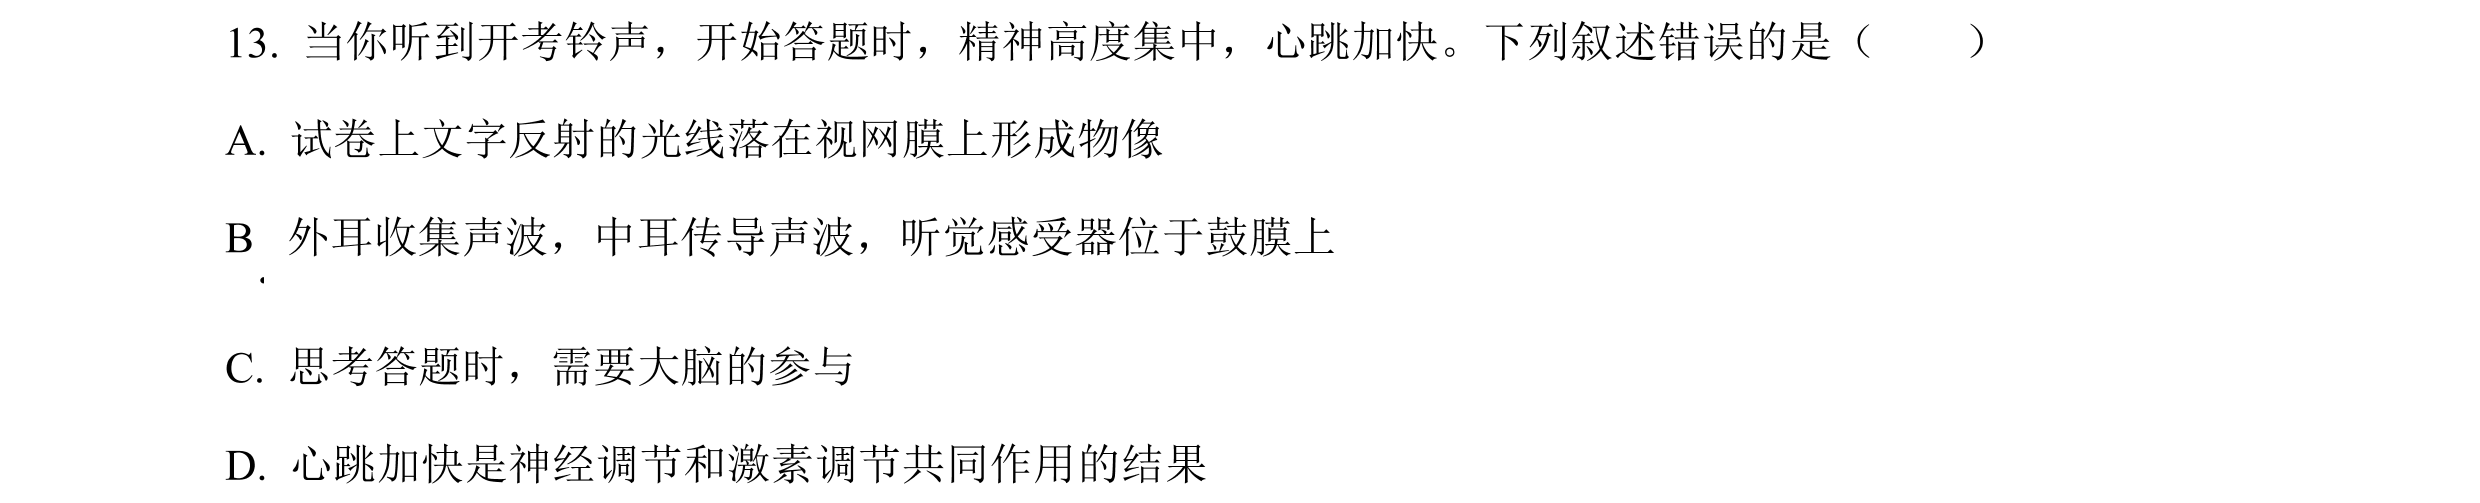 13. 当你听到开考铃声，开始答题时，精神高度集中，心跳加快。下列叙述错误的是（　　）
A. 试卷上文字反射的光线落在视网膜上形成物像
B. 外耳收集声波，中耳传导声波，听觉感受器位于鼓膜上
C. 思考答题时，需要大脑的参与
D. 心跳加快是神经调节和激素调节共同作用的结果